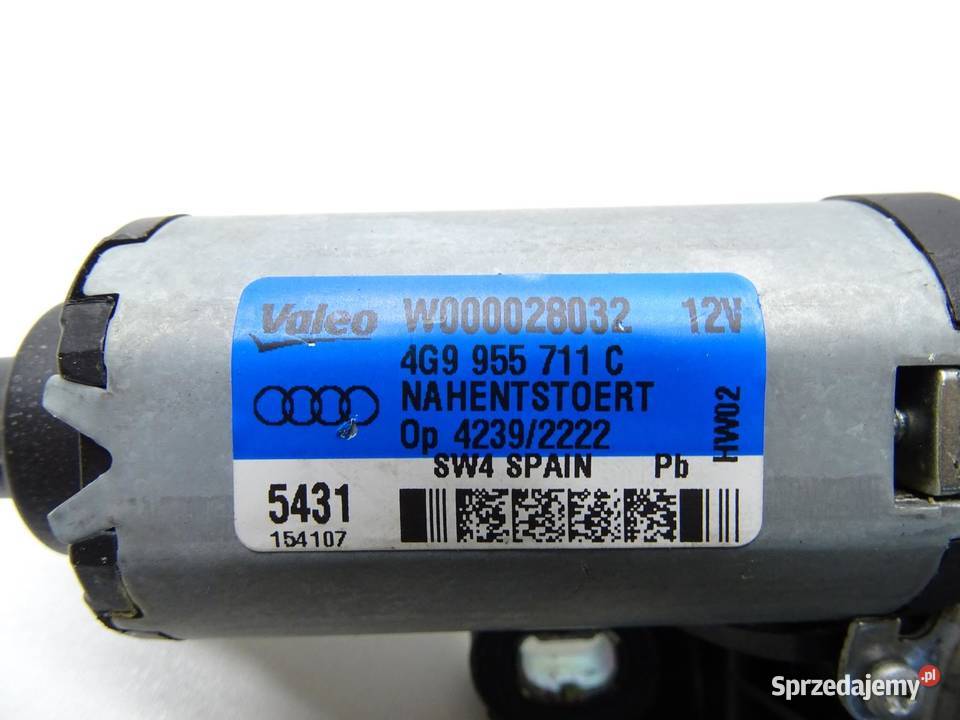 Valeo W000028032 12V
4G9 955 711 C
NAHENTSTOERT
Op 4239/2222
HW02
SW4 SPAIN Pb
5431
154107
Sprzedajemy.pl